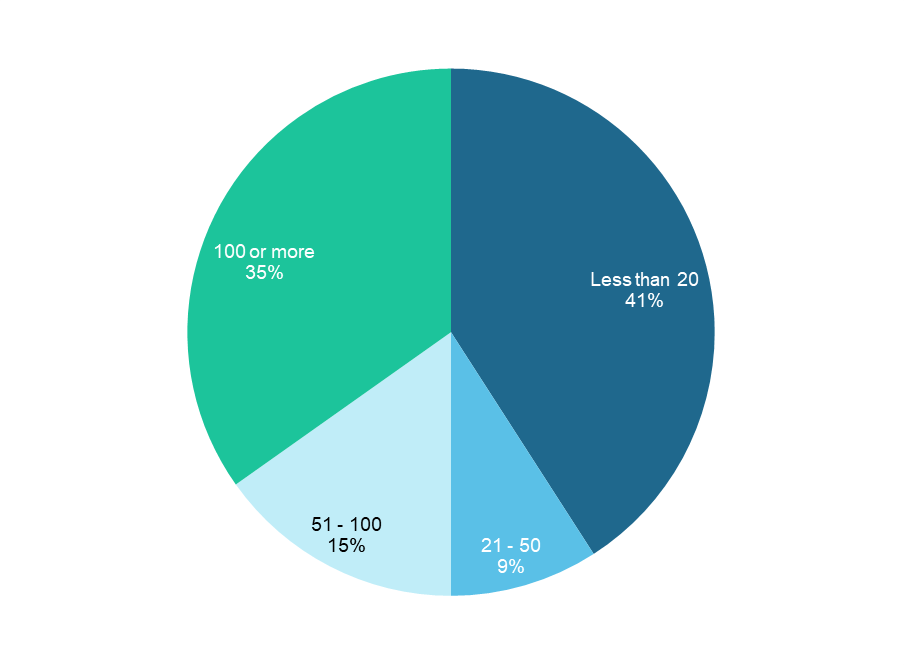 100 or more
35%
Less than 20
41%
51 - 100
15%
21 - 50
9%